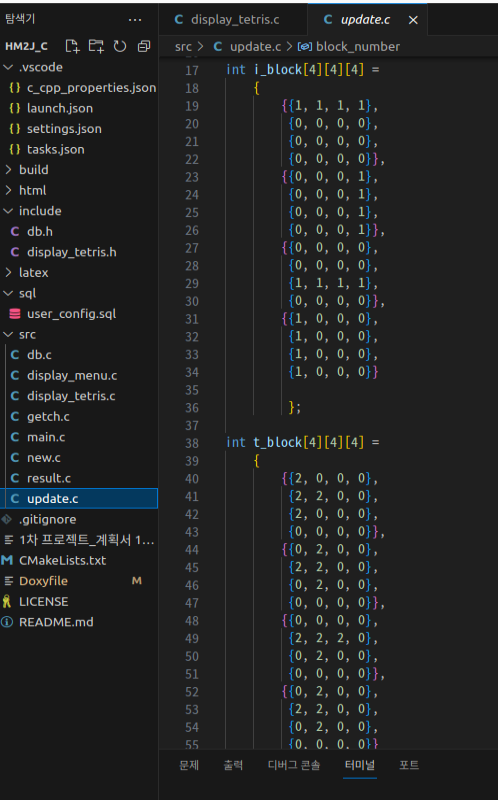 탐색기
HM2J_C
.vscode
c_cpp_properties.json
launch.json
settings.json
tasks.json
build
html
include
db.h
display_tetris.h
latex
sql
user_config.sql
src
db.c
display_menu.c
display_tetris.c
getch.c
main.c
new.c
result.c
update.c
.gitignore
1차 프로젝트_계획서 1...
CMakeLists.txt
Doxyfile M
LICENSE
README.md
display_tetris.c
update.c
src > update.c > block_number
17 int i_block[4][4][4] =
18 {
19 {{1, 1, 1, 1},
20 {0, 0, 0, 0},
21 {0, 0, 0, 0},
22 {0, 0, 0, 0}},
23 {{0, 0, 0, 1},
24 {0, 0, 0, 1},
25 {0, 0, 0, 1},
26 {0, 0, 0, 1}},
27 {{0, 0, 0, 0},
28 {0, 0, 0, 0},
29 {1, 1, 1, 1},
30 {0, 0, 0, 0}},
31 {{1, 0, 0, 0},
32 {1, 0, 0, 0},
33 {1, 0, 0, 0},
34 {1, 0, 0, 0}}
35
36 };
37
38 int t_block[4][4][4] =
39 {
40 {{2, 0, 0, 0},
41 {2, 2, 0, 0},
42 {2, 0, 0, 0},
43 {0, 0, 0, 0}},
44 {{0, 2, 0, 0},
45 {2, 2, 0, 0},
46 {0, 2, 0, 0},
47 {0, 0, 0, 0}},
48 {{0, 0, 0, 0},
49 {2, 2, 2, 0},
50 {0, 2, 0, 0},
51 {0, 0, 0, 0}},
52 {{0, 2, 0, 0},
53 {2, 2, 0, 0},
54 {0, 2, 0, 0},
55 {0, 0, 0, 0}}
문제 출력 디버그 콘솔 터미널 포트